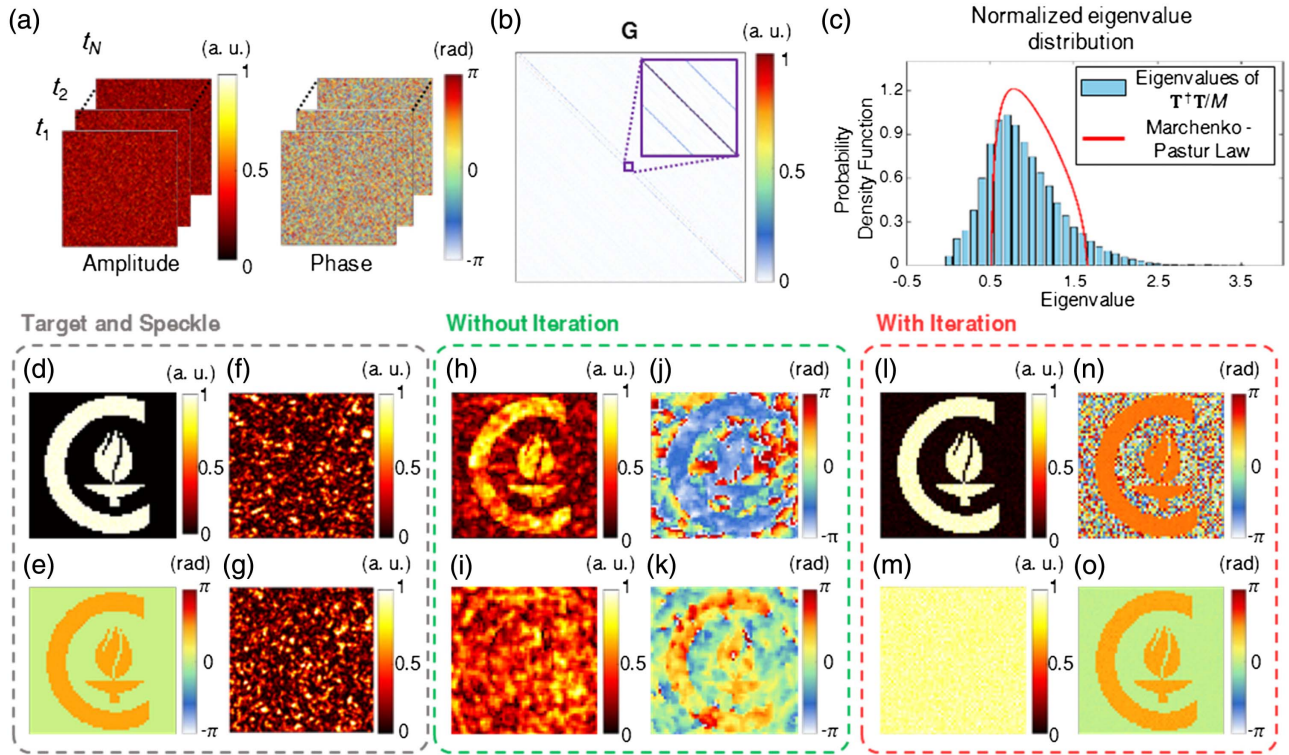 (a)
t_N
t_2
t_1
(a. u.)
1
0.5
0
Amplitude
(rad)
π
-π
Phase
(b)
G
(a. u.)
1
0.5
0
(c)
Normalized eigenvalue
distribution
Probability
Density Function
1.2
0.9
0.6
0.3
0
-0.5
0.5
1.5
2.5
3.5
Eigenvalue
Eigenvalues of
T†T/M
Marchenko -
Pastur Law
Target and Speckle
(d)
(a. u.)
1
0.5
0
(f)
(a. u.)
1
0.5
0
(e)
(rad)
π
0
-π
(g)
(a. u.)
1
0.5
0
Without Iteration
(h)
(a. u.)
1
0.5
0
(j)
(rad)
π
0
-π
(i)
(a. u.)
1
0.5
0
(k)
(rad)
π
0
-π
With Iteration
(l)
(a. u.)
1
0.5
0
(n)
(rad)
π
0
-π
(m)
(a. u.)
1
0.5
0
(o)
(rad)
π
0
-π